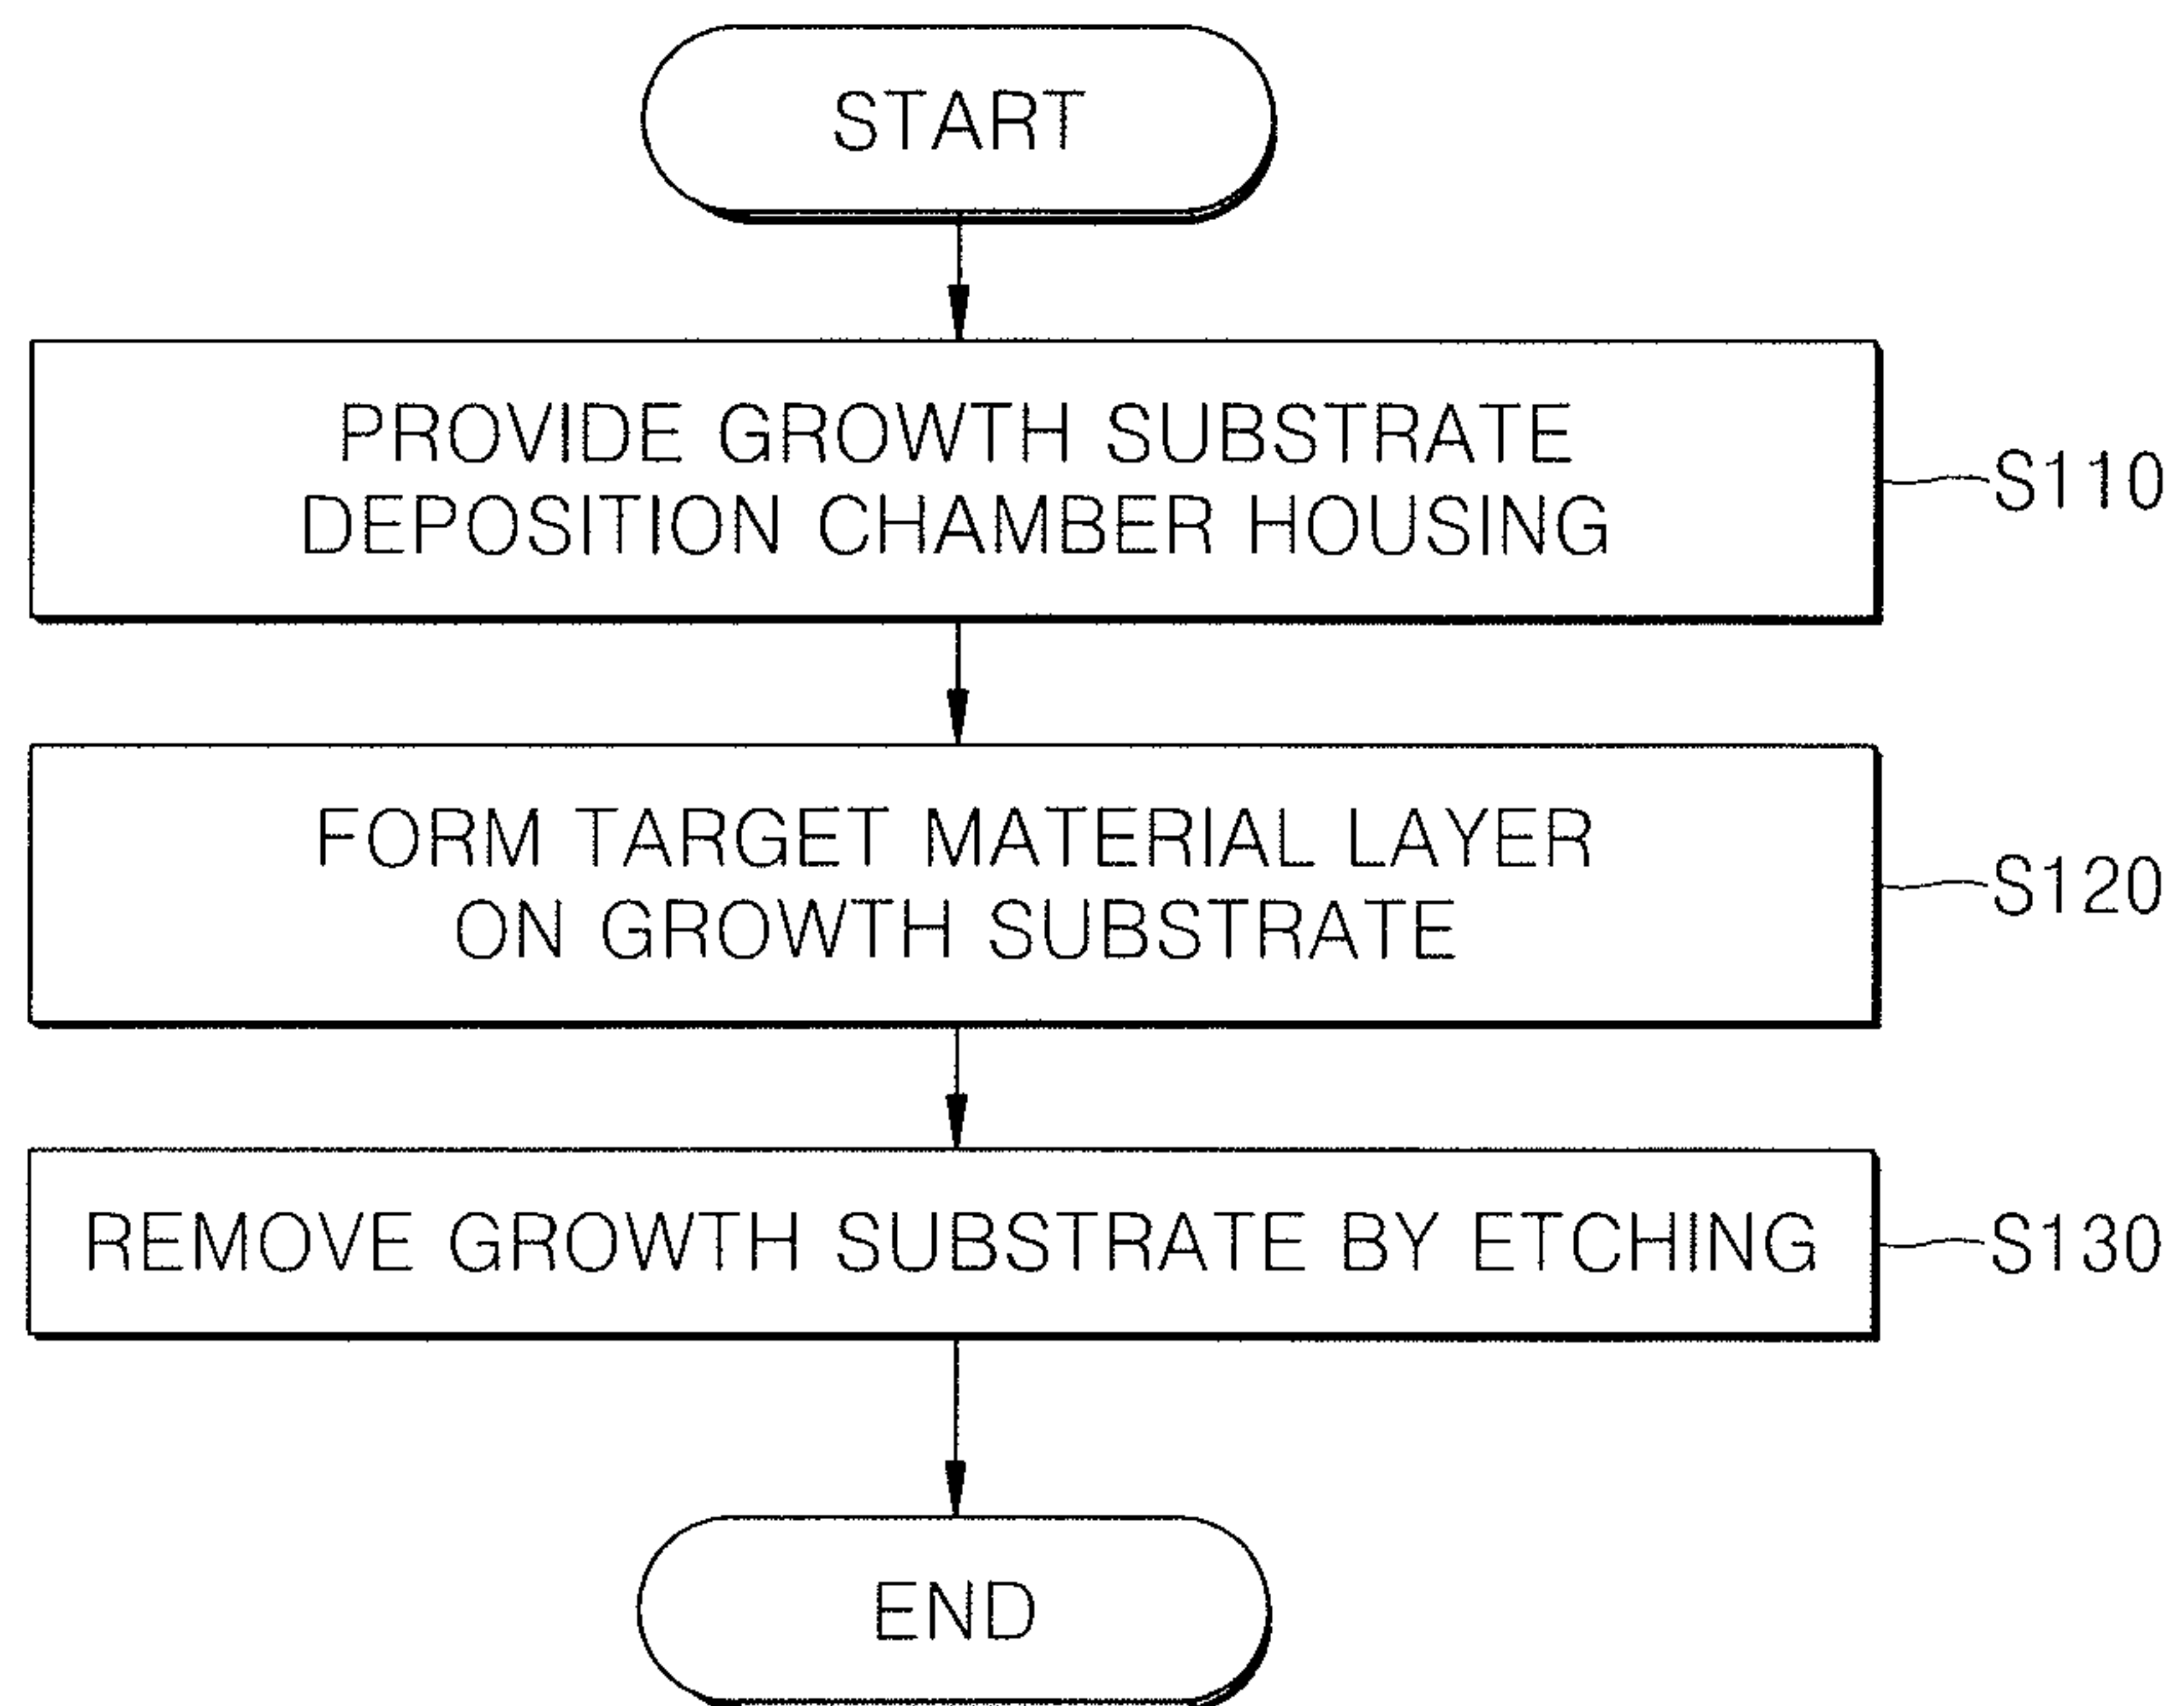 START
PROVIDE GROWTH SUBSTRATE
DEPOSITION CHAMBER HOUSING
S110
FORM TARGET MATERIAL LAYER
ON GROWTH SUBSTRATE
S120
REMOVE GROWTH SUBSTRATE BY ETCHING
S130
END